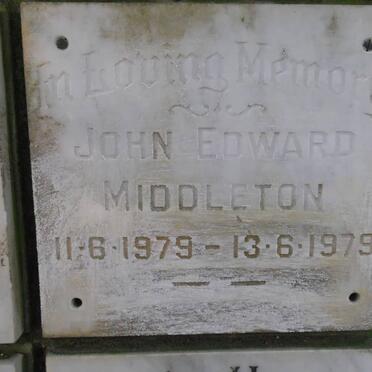 In Loving Memory
JOHN EDWARD
MIDDLETON
11·6·1979 – 13·6·1979